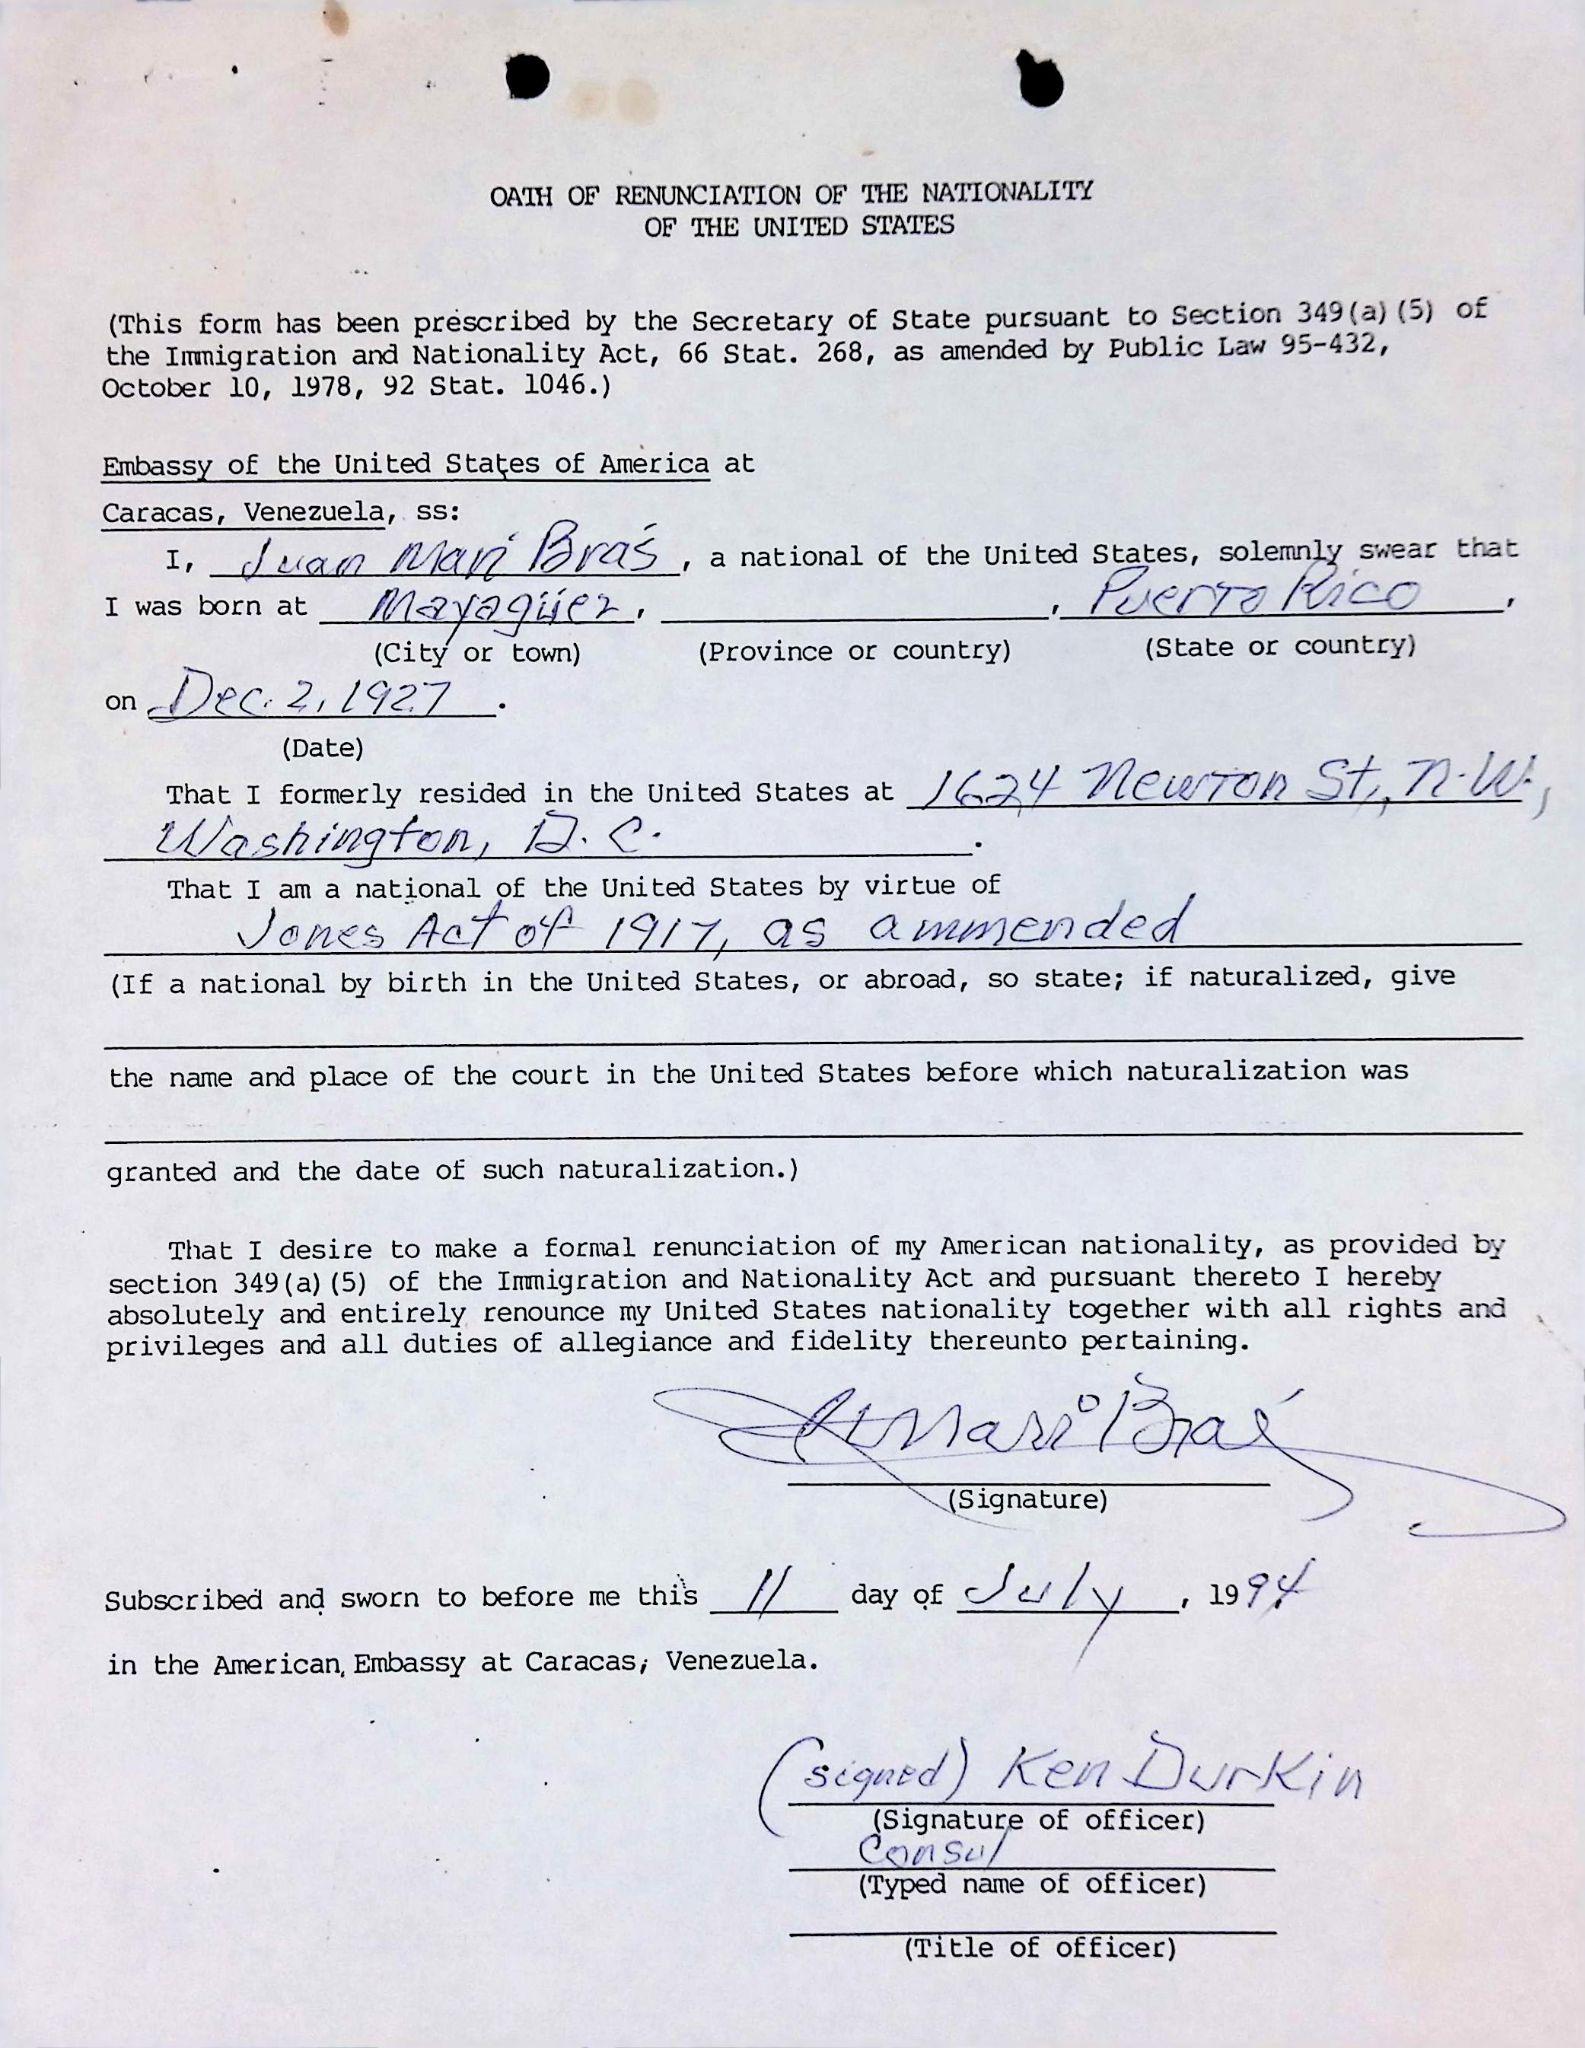 OATH OF RENUNCIATION OF THE NATIONALITY
OF THE UNITED STATES
(This form has been prescribed by the Secretary of State pursuant to Section 349(a)(5) of
the Immigration and Nationality Act, 66 Stat. 268, as amended by Public Law 95-432,
October 10, 1978, 92 Stat. 1046.)
Embassy of the United States of America at
Caracas, Venezuela, ss:
I, Juan Mari Brás, a national of the United States, solemnly swear that
I was born at Mayagüez, , Puerto Rico,
(City or town) (Province or country) (State or country)
on Dec. 2, 1927.
(Date)
That I formerly resided in the United States at 1624 Newton St., N.W.,
Washington, D.C.
That I am a national of the United States by virtue of
Jones Act of 1917, as ammended
(If a national by birth in the United States, or abroad, so state; if naturalized, give
the name and place of the court in the United States before which naturalization was
granted and the date of such naturalization.)
That I desire to make a formal renunciation of my American nationality, as provided by
section 349(a)(5) of the Immigration and Nationality Act and pursuant thereto I hereby
absolutely and entirely renounce my United States nationality together with all rights and
privileges and all duties of allegiance and fidelity thereunto pertaining.
Mari Brás
(Signature)
Subscribed and sworn to before me this 11 day of July, 1994
in the American Embassy at Caracas, Venezuela.
(signed) Ken Durkin
(Signature of officer)
Consul
(Typed name of officer)
(Title of officer)